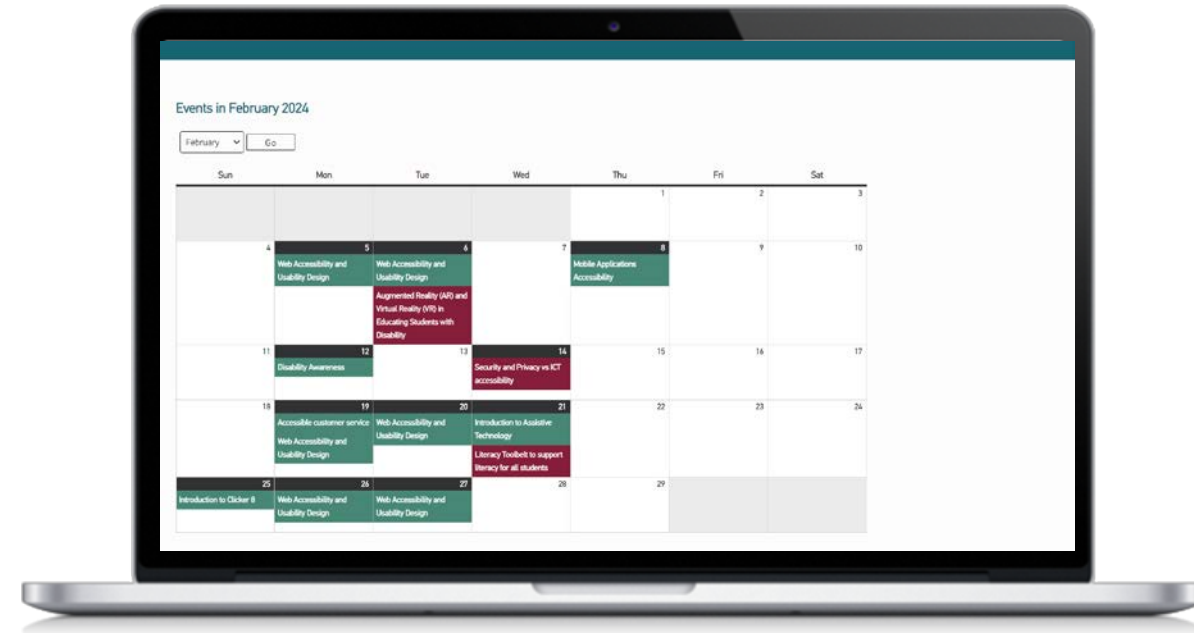 Events in February 2024
February
Go
Sun Mon Tue Wed Thu Fri Sat
1 2 3
4 5 6 7 8 9 10
Web Accessibility and
Usability Design
Web Accessibility and
Usability Design
Augmented Reality (AR) and
Virtual Reality (VR) in
Educating Students with
Disability
Mobile Applications
Accessibility
11 12 13 14 15 16 17
Disability Awareness
Security and Privacy vs ICT
accessibility
18 19 20 21 22 23 24
Accessible customer service
Web Accessibility and
Usability Design
Web Accessibility and
Usability Design
Introduction to Assistive
Technology
Literacy Toolbelt to support
literacy for all students
25 26 27 28 29
Introduction to Clicker 8
Web Accessibility and
Usability Design
Web Accessibility and
Usability Design